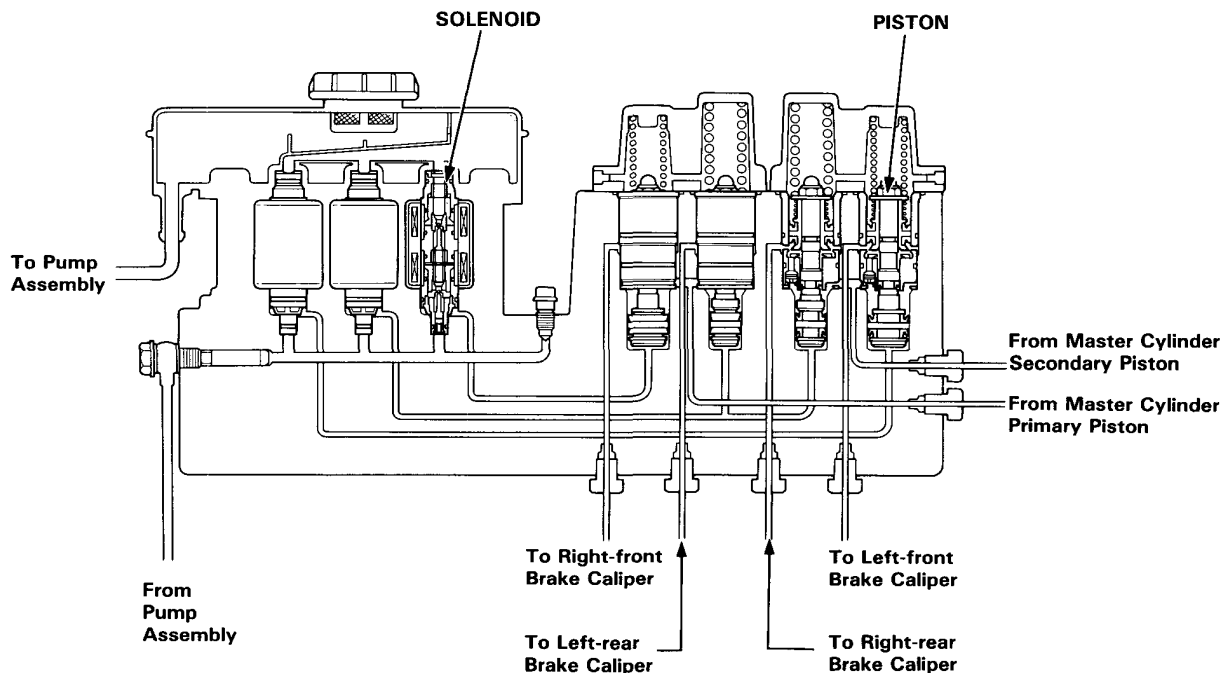 SOLENOID
PISTON
To Pump
Assembly
From Master Cylinder
Secondary Piston
From Master Cylinder
Primary Piston
To Right-front
Brake Caliper
To Left-front
Brake Caliper
From
Pump
Assembly
To Left-rear
Brake Caliper
To Right-rear
Brake Caliper